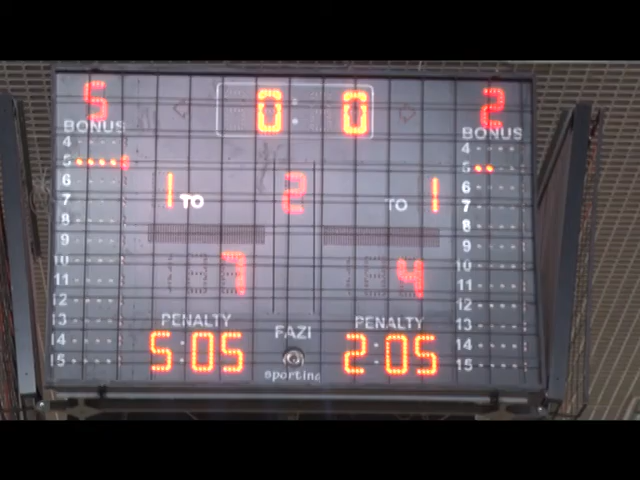 5 0 : 0 2
BONUS BONUS
4 4
5 5
6 1 TO 2 TO 1 6
7 7
8 8
9 9
10 7 4 10
11 11
12 12
13 PENALTY PENALTY 13
14 5:05 FAZI 2:05 14
15 sporting 15